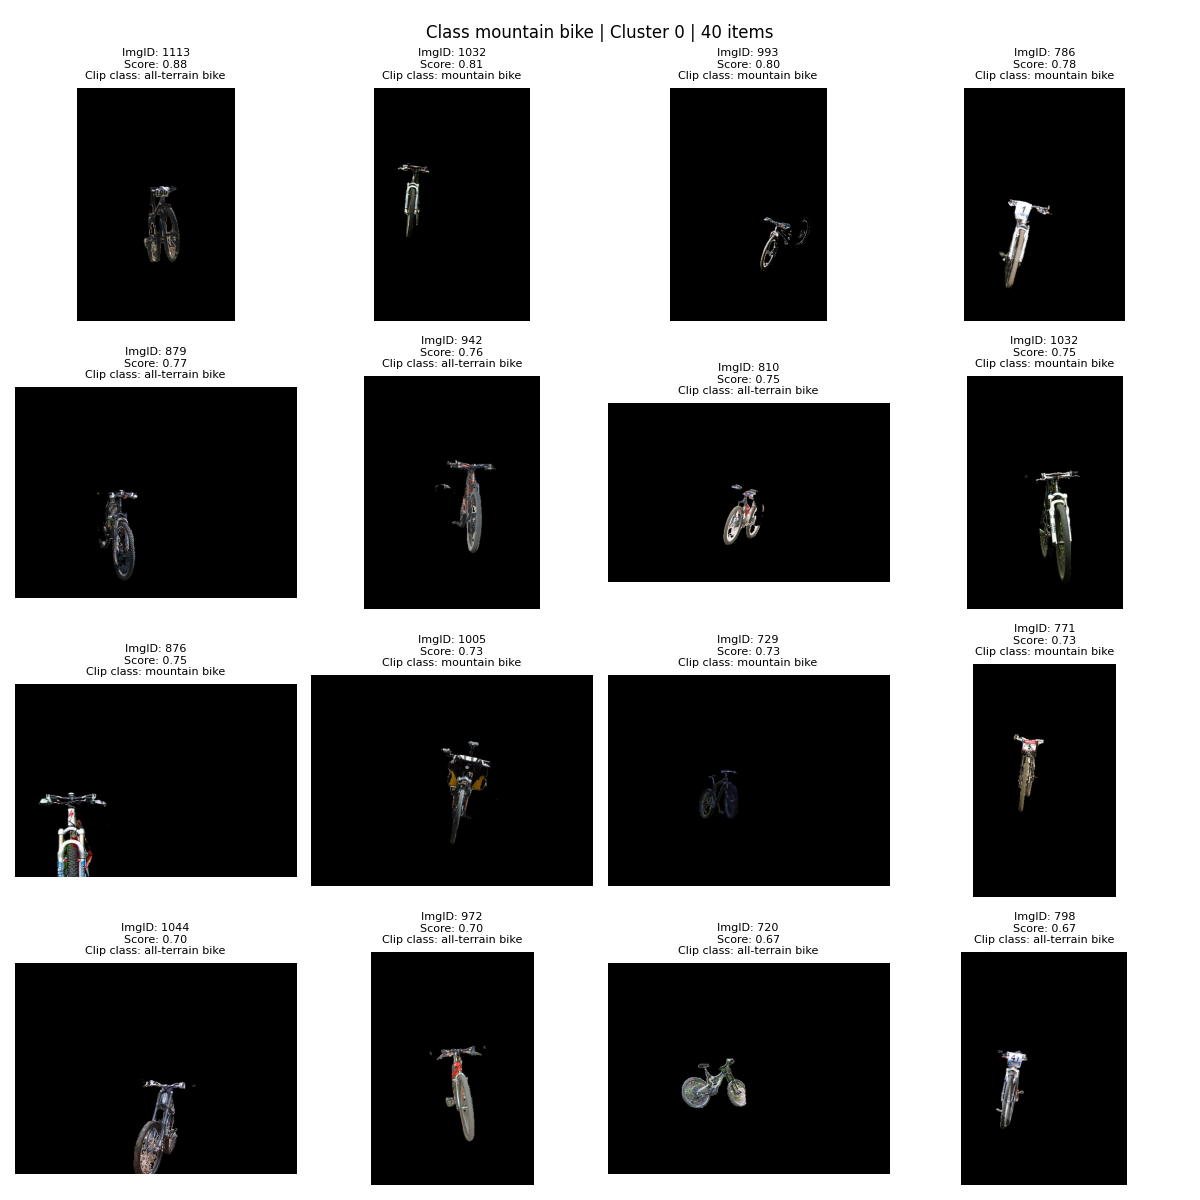 Class mountain bike | Cluster 0 | 40 items
ImgID: 1113
Score: 0.88
Clip class: all-terrain bike
ImgID: 1032
Score: 0.81
Clip class: mountain bike
ImgID: 993
Score: 0.80
Clip class: mountain bike
ImgID: 786
Score: 0.78
Clip class: mountain bike
ImgID: 879
Score: 0.77
Clip class: all-terrain bike
ImgID: 942
Score: 0.76
Clip class: all-terrain bike
ImgID: 810
Score: 0.75
Clip class: all-terrain bike
ImgID: 1032
Score: 0.75
Clip class: mountain bike
ImgID: 876
Score: 0.75
Clip class: mountain bike
ImgID: 1005
Score: 0.73
Clip class: mountain bike
ImgID: 729
Score: 0.73
Clip class: mountain bike
ImgID: 771
Score: 0.73
Clip class: mountain bike
ImgID: 1044
Score: 0.70
Clip class: all-terrain bike
ImgID: 972
Score: 0.70
Clip class: all-terrain bike
ImgID: 720
Score: 0.67
Clip class: all-terrain bike
ImgID: 798
Score: 0.67
Clip class: all-terrain bike